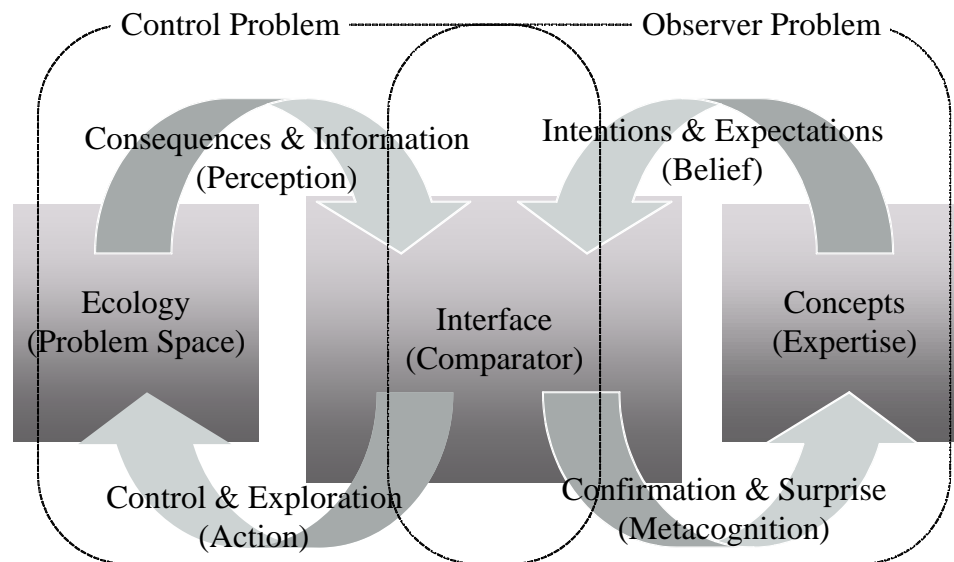 Control Problem
Observer Problem
Consequences & Information
(Perception)
Intentions & Expectations
(Belief)
Ecology
(Problem Space)
Interface
(Comparator)
Concepts
(Expertise)
Control & Exploration
(Action)
Confirmation & Surprise
(Metacognition)